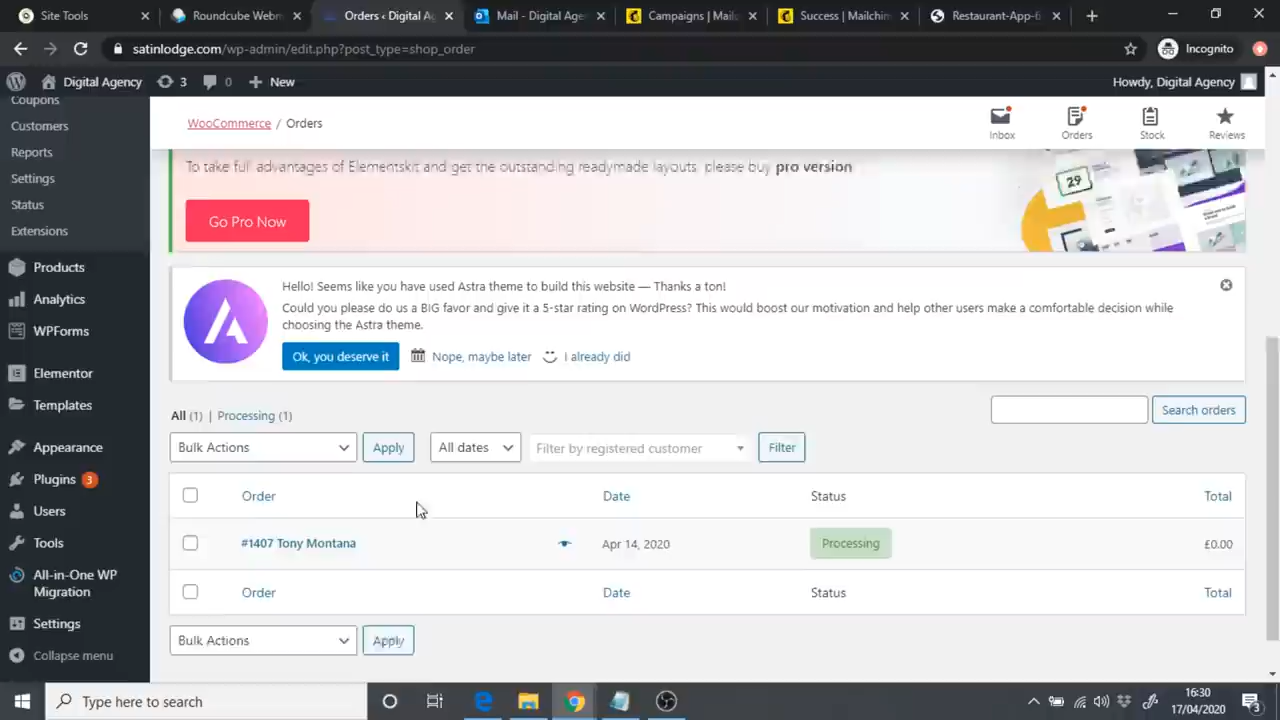 Site Tools
Roundcube Webm
Orders ‹ Digital Ag
Mail - Digital Agen
Campaigns | Mailc
Success | Mailchim
Restaurant-App-6
satinlodge.com/wp-admin/edit.php?post_type=shop_order
Incognito
Digital Agency
3
0
New
Howdy, Digital Agency
Coupons
Customers
Reports
Settings
Status
Extensions
Products
Analytics
WPForms
Elementor
Templates
Appearance
Plugins 3
Users
Tools
All-in-One WP
Migration
Settings
Collapse menu
WooCommerce / Orders
Inbox
Orders
Stock
Reviews
To take full advantages of Elementskit and get the outstanding readymade layouts please buy pro version
29
Go Pro Now
Hello! Seems like you have used Astra theme to build this website — Thanks a ton!
Could you please do us a BIG favor and give it a 5-star rating on WordPress? This would boost our motivation and help other users make a comfortable decision while
choosing the Astra theme.
Ok, you deserve it
Nope, maybe later
I already did
All (1) | Processing (1)
Search orders
Bulk Actions
Apply
All dates
Filter by registered customer
Filter
Order
Date
Status
Total
#1407 Tony Montana
Apr 14, 2020
Processing
£0.00
Order
Date
Status
Total
Bulk Actions
Apply
Type here to search
16:30
17/04/2020
3